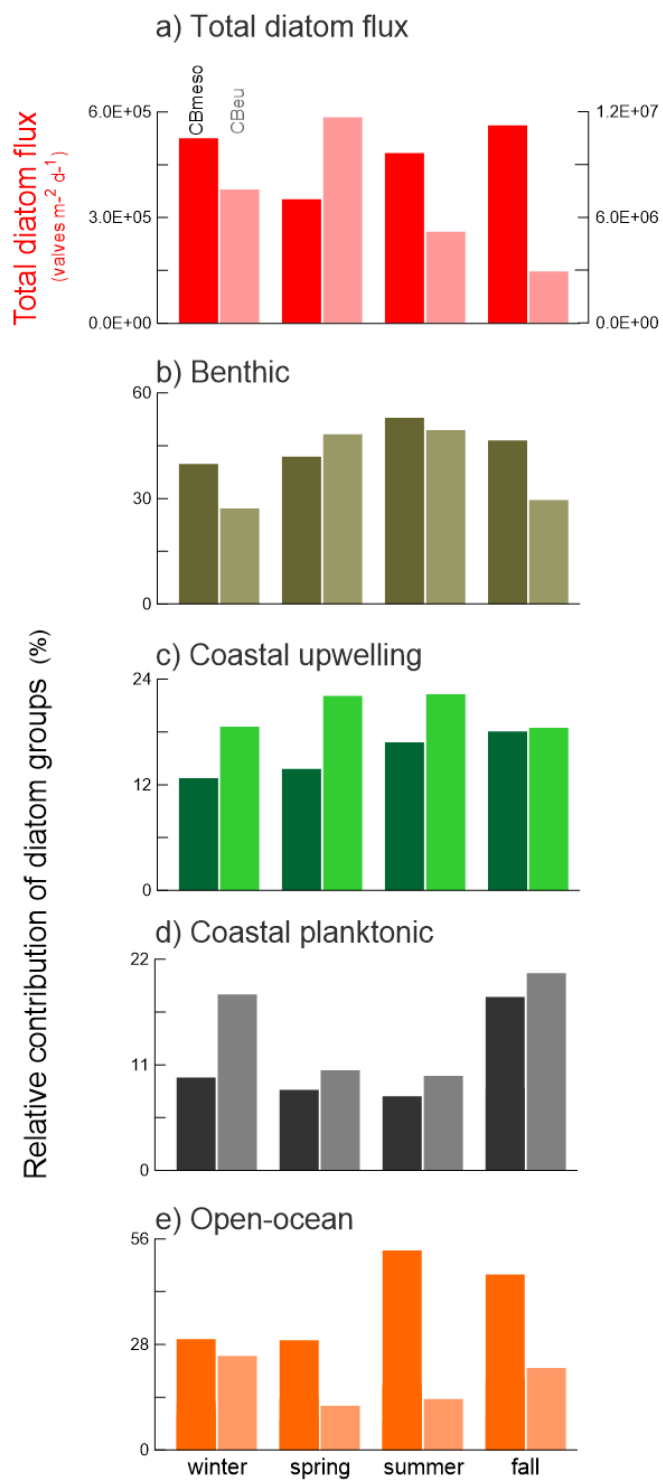 a) Total diatom flux
Total diatom flux
(valves m-² d-¹)
6.0E+05
3.0E+05
0.0E+00
CBmeso
CBeu
1.2E+07
6.0E+06
0.0E+00
b) Benthic
60
30
0
Relative contribution of diatom groups (%)
c) Coastal upwelling
24
12
0
d) Coastal planktonic
22
11
0
e) Open-ocean
56
28
0
winter spring summer fall